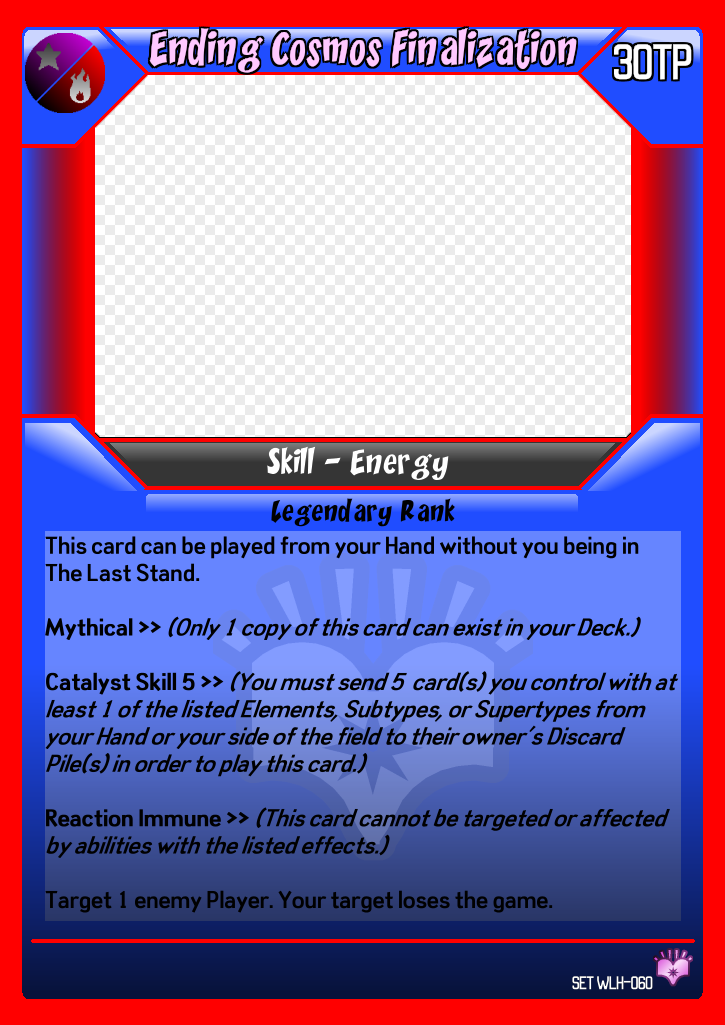 Ending Cosmos Finalization
30TP
Skill - Energy
Legendary Rank
This card can be played from your Hand without you being in
The Last Stand.
Mythical >> (Only 1 copy of this card can exist in your Deck.)
Catalyst Skill 5 >> (You must send 5 card(s) you control with at
least 1 of the listed Elements, Subtypes, or Supertypes from
your Hand or your side of the field to their owner's Discard
Pile(s) in order to play this card.)
Reaction Immune >> (This card cannot be targeted or affected
by abilities with the listed effects.)
Target 1 enemy Player. Your target loses the game.
SET WLH-060